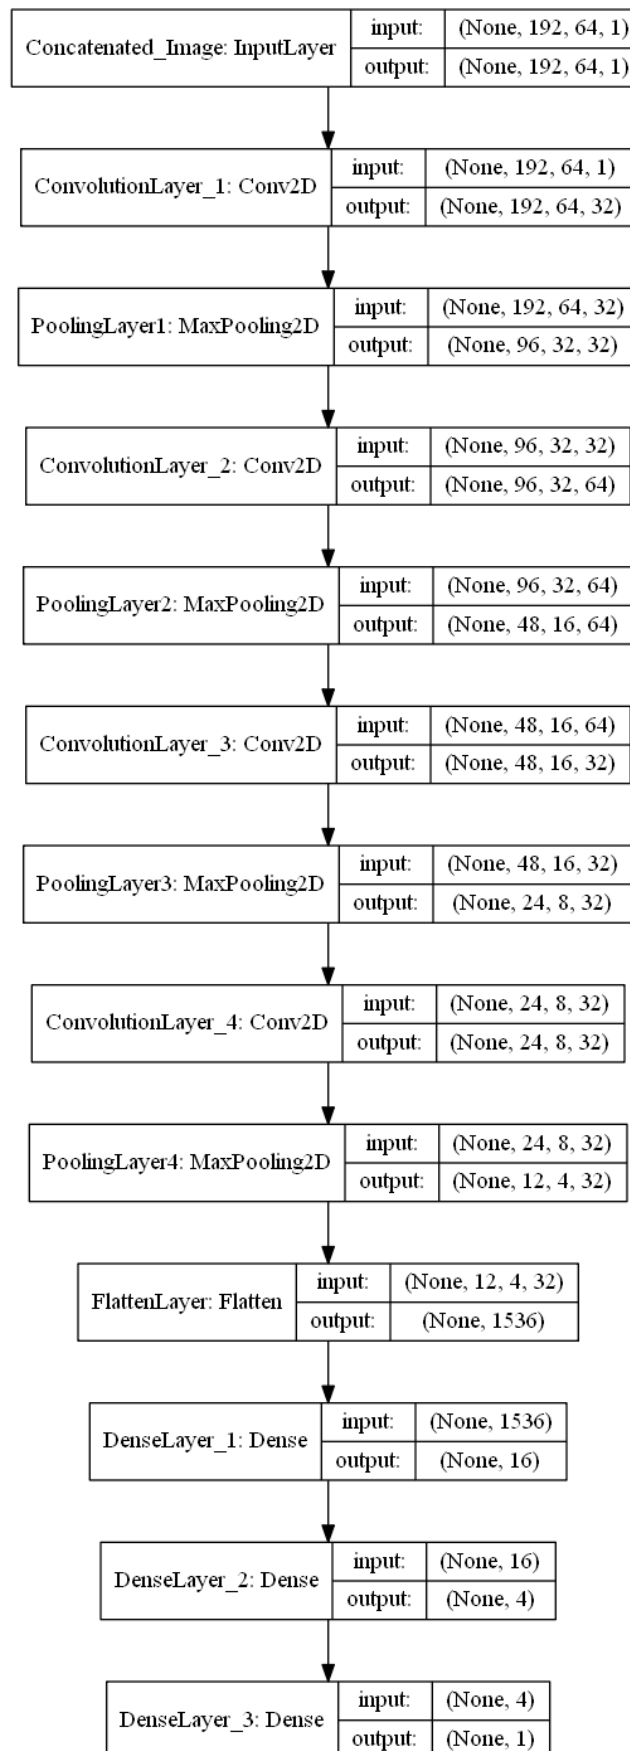 Concatenated_Image: InputLayer
input: (None, 192, 64, 1)
output: (None, 192, 64, 1)
ConvolutionLayer_1: Conv2D
input: (None, 192, 64, 1)
output: (None, 192, 64, 32)
PoolingLayer1: MaxPooling2D
input: (None, 192, 64, 32)
output: (None, 96, 32, 32)
ConvolutionLayer_2: Conv2D
input: (None, 96, 32, 32)
output: (None, 96, 32, 64)
PoolingLayer2: MaxPooling2D
input: (None, 96, 32, 64)
output: (None, 48, 16, 64)
ConvolutionLayer_3: Conv2D
input: (None, 48, 16, 64)
output: (None, 48, 16, 32)
PoolingLayer3: MaxPooling2D
input: (None, 48, 16, 32)
output: (None, 24, 8, 32)
ConvolutionLayer_4: Conv2D
input: (None, 24, 8, 32)
output: (None, 24, 8, 32)
PoolingLayer4: MaxPooling2D
input: (None, 24, 8, 32)
output: (None, 12, 4, 32)
FlattenLayer: Flatten
input: (None, 12, 4, 32)
output: (None, 1536)
DenseLayer_1: Dense
input: (None, 1536)
output: (None, 16)
DenseLayer_2: Dense
input: (None, 16)
output: (None, 4)
DenseLayer_3: Dense
input: (None, 4)
output: (None, 1)